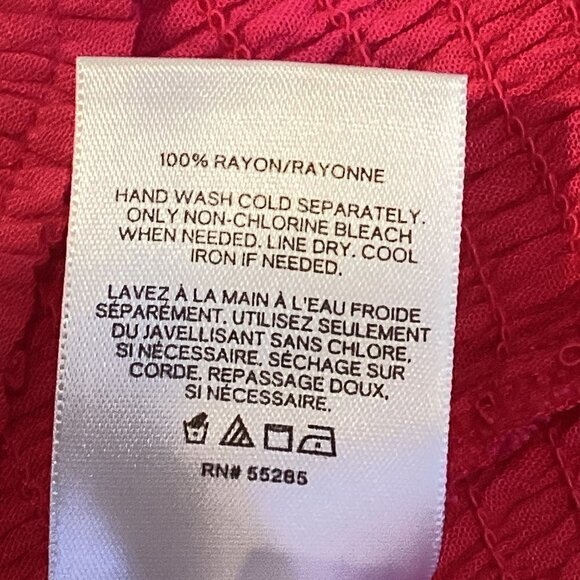 100% RAYON/RAYONNE
HAND WASH COLD SEPARATELY.
ONLY NON-CHLORINE BLEACH
WHEN NEEDED. LINE DRY. COOL
IRON IF NEEDED.
LAVEZ À LA MAIN À L'EAU FROIDE
SÉPARÉMENT. UTILISEZ SEULEMENT
DU JAVELLISANT SANS CHLORE,
SI NÉCESSAIRE. SÉCHAGE SUR
CORDE. REPASSAGE DOUX,
SI NÉCESSAIRE.
RN# 55285